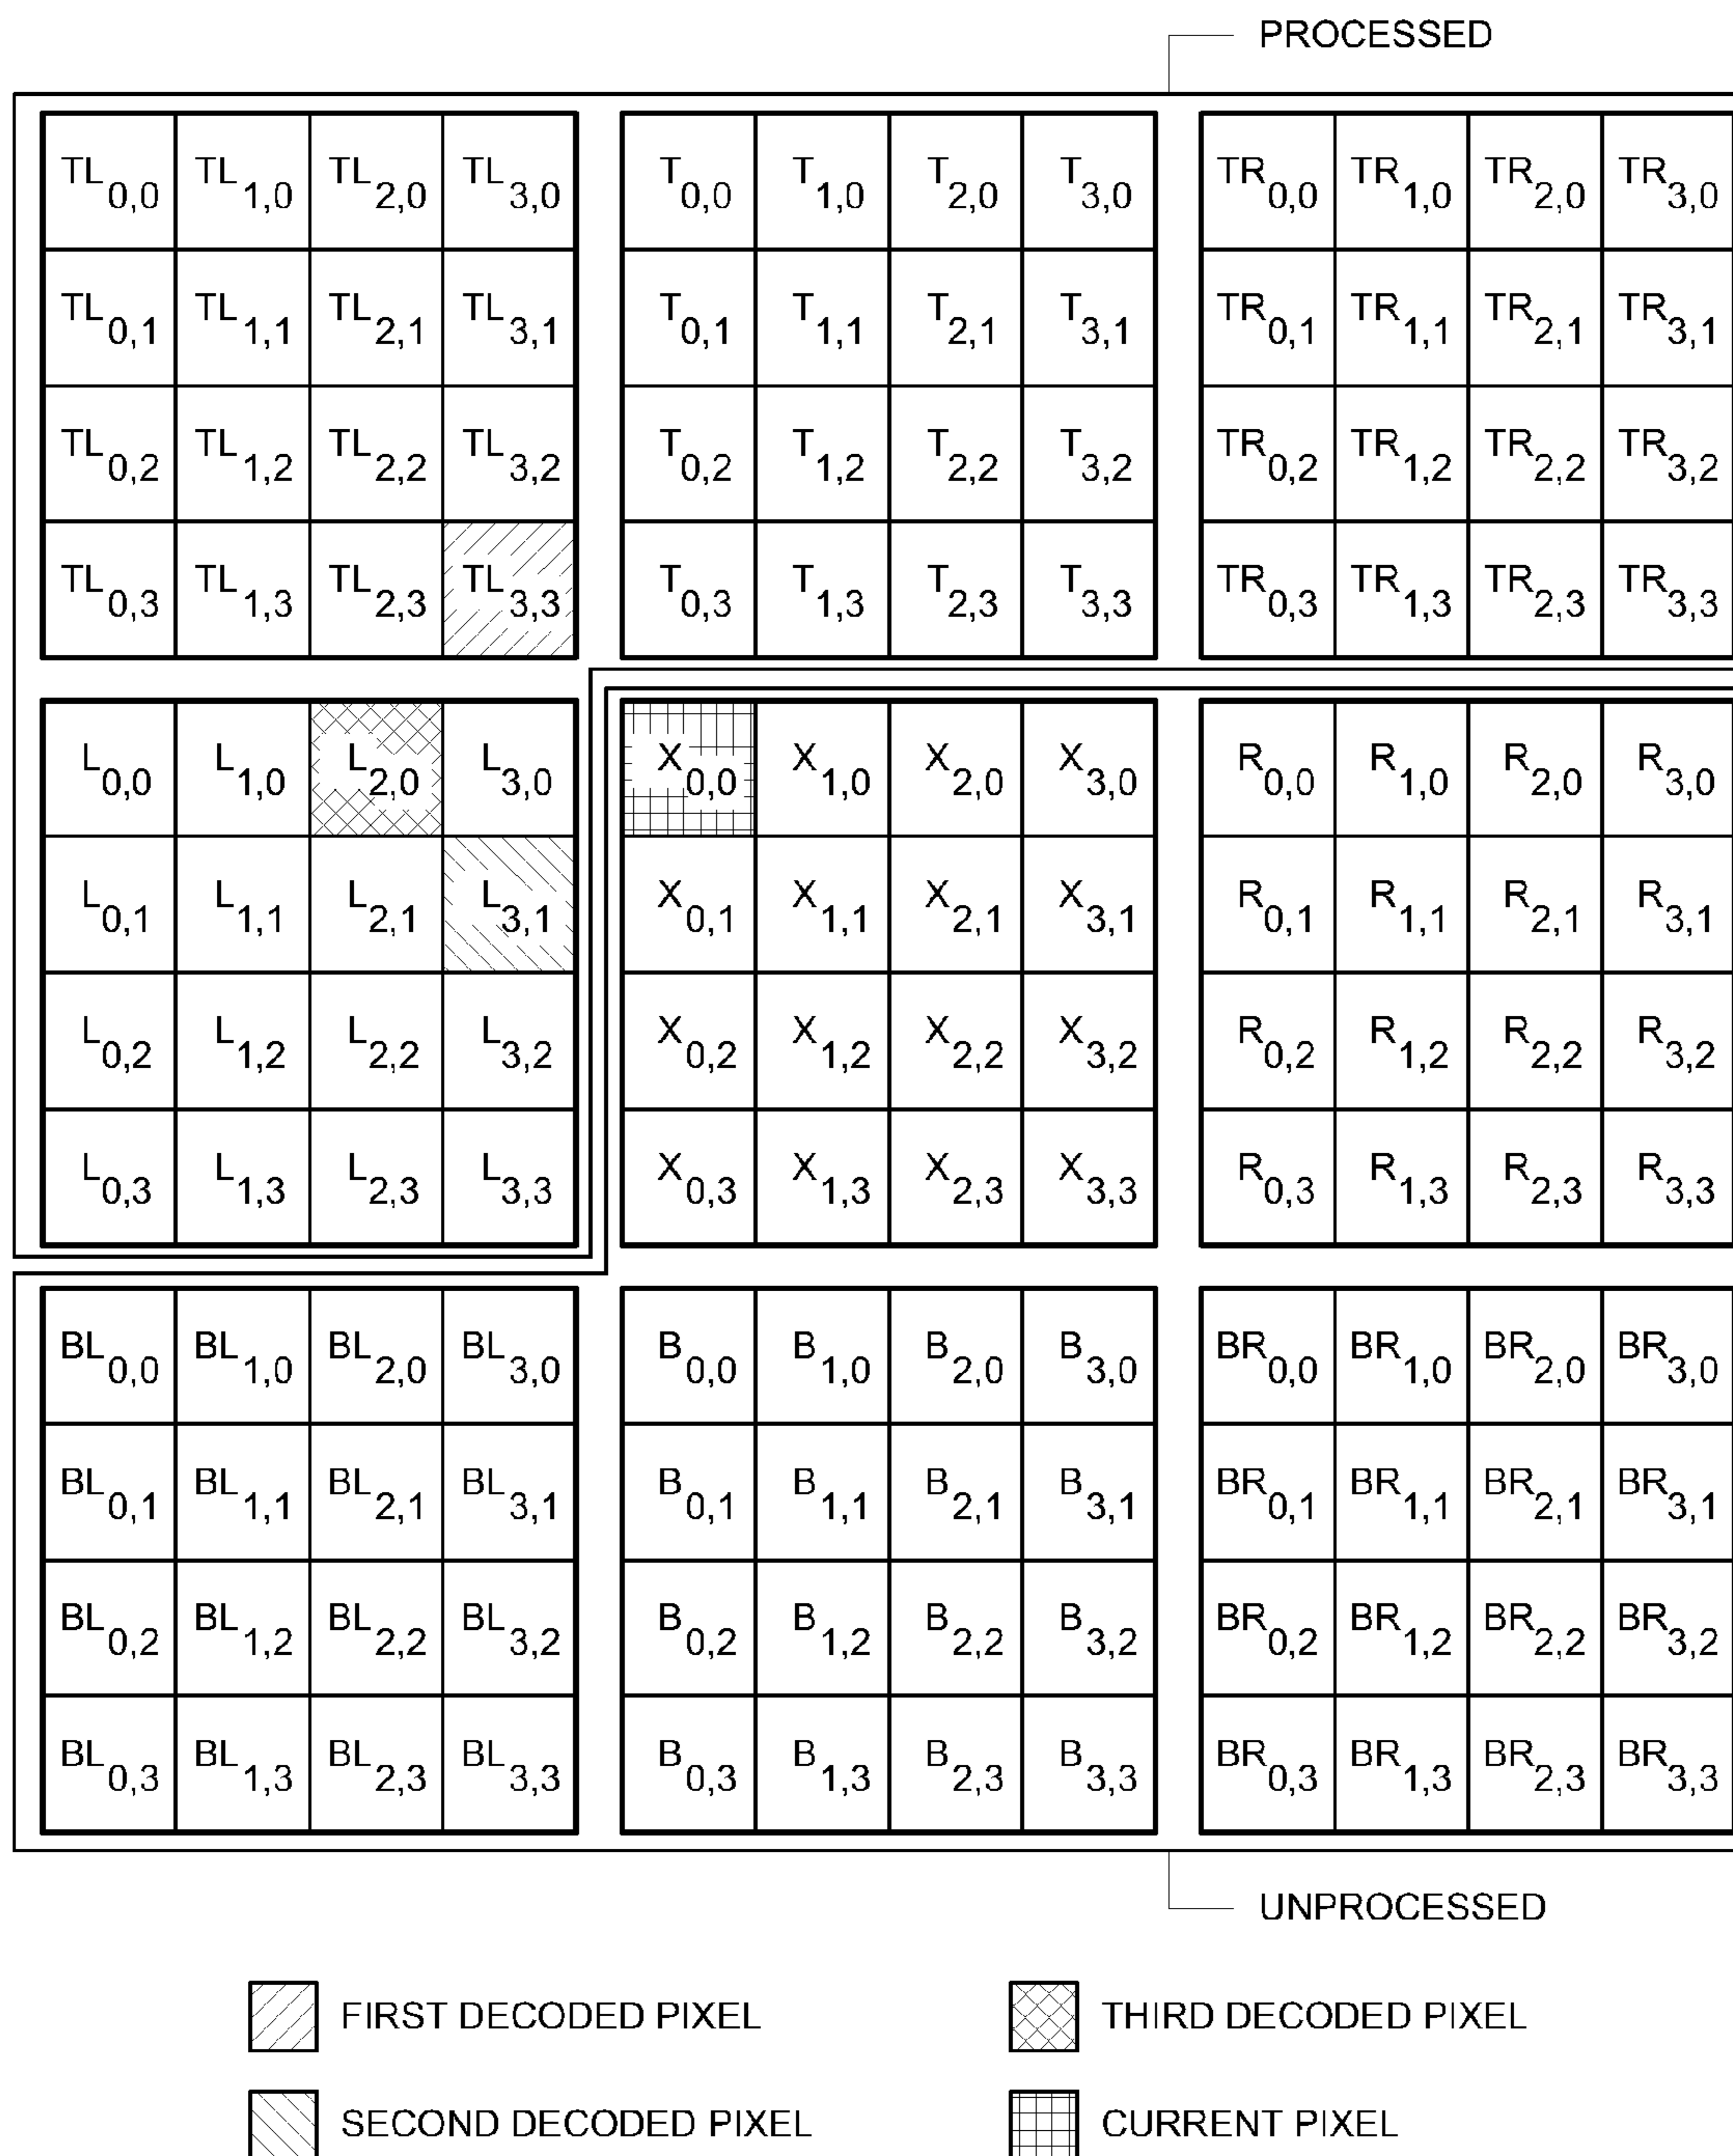 PROCESSED
TL0,0 TL1,0 TL2,0 TL3,0 T0,0 T1,0 T2,0 T3,0 TR0,0 TR1,0 TR2,0 TR3,0
TL0,1 TL1,1 TL2,1 TL3,1 T0,1 T1,1 T2,1 T3,1 TR0,1 TR1,1 TR2,1 TR3,1
TL0,2 TL1,2 TL2,2 TL3,2 T0,2 T1,2 T2,2 T3,2 TR0,2 TR1,2 TR2,2 TR3,2
TL0,3 TL1,3 TL2,3 TL3,3 T0,3 T1,3 T2,3 T3,3 TR0,3 TR1,3 TR2,3 TR3,3
L0,0 L1,0 L2,0 L3,0 X0,0 X1,0 X2,0 X3,0 R0,0 R1,0 R2,0 R3,0
L0,1 L1,1 L2,1 L3,1 X0,1 X1,1 X2,1 X3,1 R0,1 R1,1 R2,1 R3,1
L0,2 L1,2 L2,2 L3,2 X0,2 X1,2 X2,2 X3,2 R0,2 R1,2 R2,2 R3,2
L0,3 L1,3 L2,3 L3,3 X0,3 X1,3 X2,3 X3,3 R0,3 R1,3 R2,3 R3,3
BL0,0 BL1,0 BL2,0 BL3,0 B0,0 B1,0 B2,0 B3,0 BR0,0 BR1,0 BR2,0 BR3,0
BL0,1 BL1,1 BL2,1 BL3,1 B0,1 B1,1 B2,1 B3,1 BR0,1 BR1,1 BR2,1 BR3,1
BL0,2 BL1,2 BL2,2 BL3,2 B0,2 B1,2 B2,2 B3,2 BR0,2 BR1,2 BR2,2 BR3,2
BL0,3 BL1,3 BL2,3 BL3,3 B0,3 B1,3 B2,3 B3,3 BR0,3 BR1,3 BR2,3 BR3,3
UNPROCESSED
FIRST DECODED PIXEL THIRD DECODED PIXEL
SECOND DECODED PIXEL CURRENT PIXEL